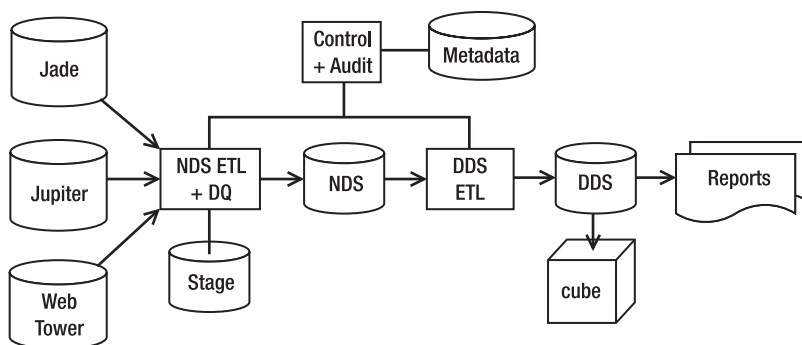 Jade
Control
+ Audit
Metadata
Jupiter
NDS ETL
+ DQ
NDS
DDS
ETL
DDS
Reports
Web
Tower
Stage
cube